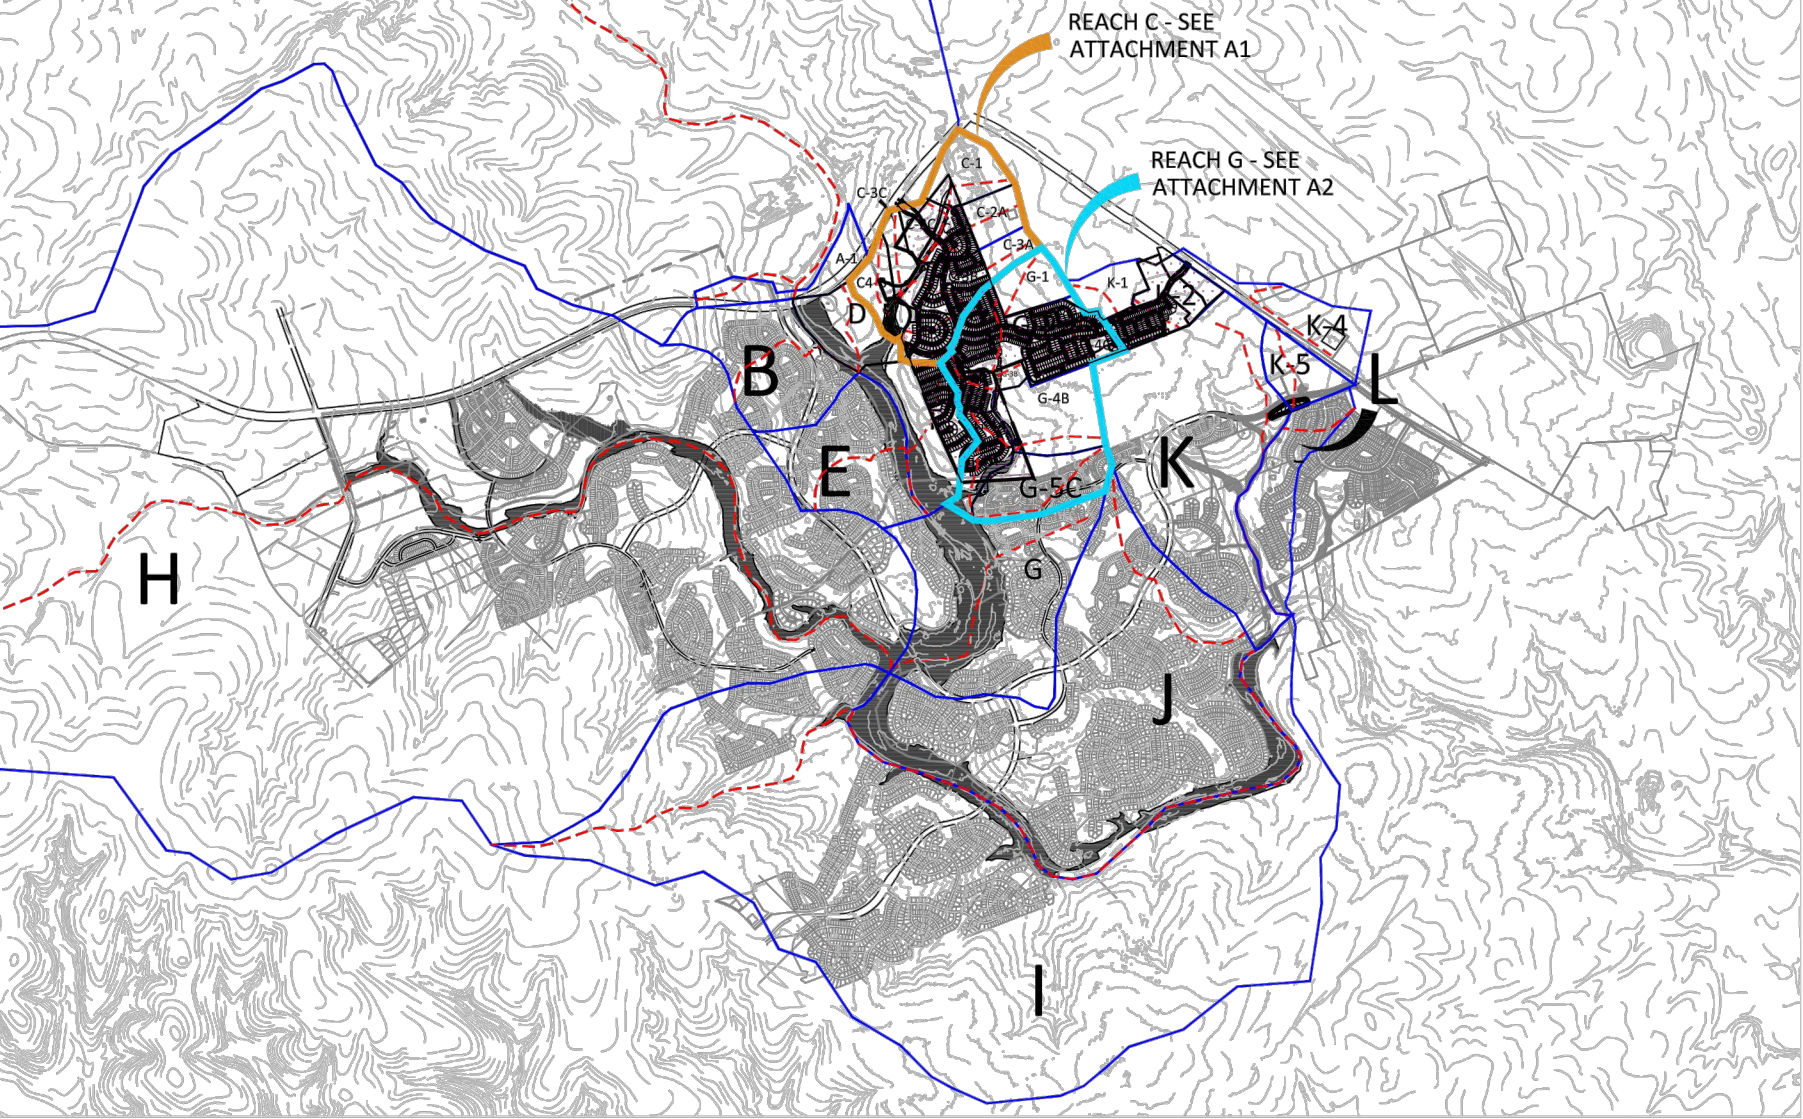 REACH C - SEE
ATTACHMENT A1
REACH G - SEE
ATTACHMENT A2
C-1
C-3C
C-2A
C-3A
A-1
G-1
K-1
C4
D
K-4
K-5
L
B
G-4B
E
K
G-5C
H
G
J
I